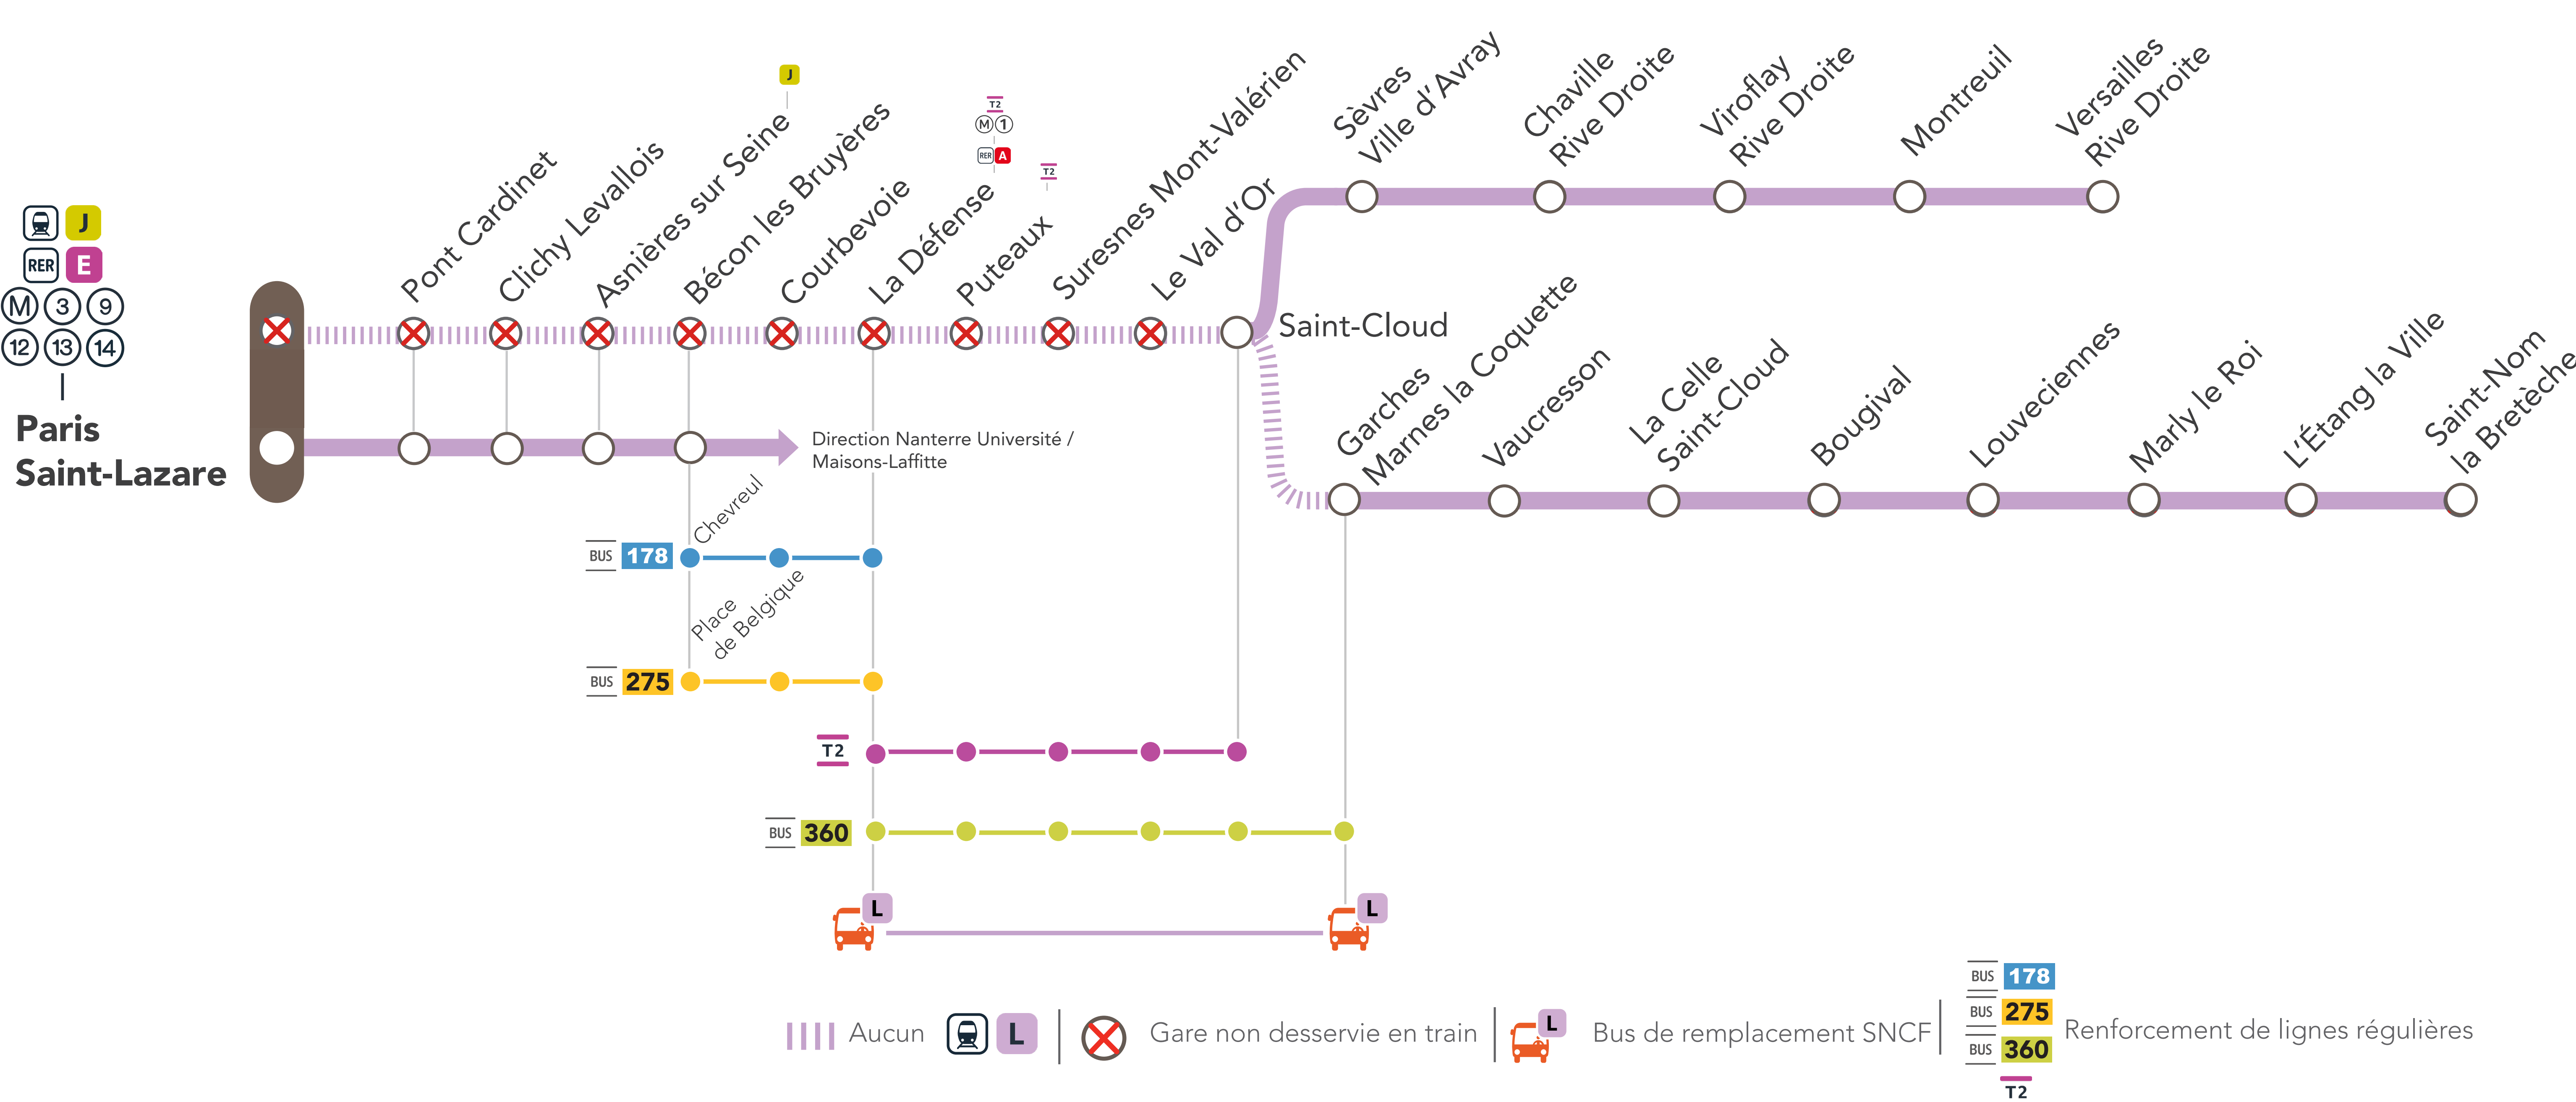 J
RER E
M 3 9
12 13 14
Paris
Saint-Lazare
Pont Cardinet
Clichy Levallois
J
Asnières sur Seine
Bécon les Bruyères
Courbevoie
T2
M 1
RER A
La Défense
T2
Puteaux
Suresnes Mont-Valérien
Le Val d’Or
Saint-Cloud
Sèvres
Ville d’Avray
Chaville
Rive Droite
Viroflay
Rive Droite
Montreuil
Versailles
Rive Droite
Garches
Marnes la Coquette
Vaucresson
La Celle
Saint-Cloud
Bougival
Louveciennes
Marly le Roi
L’Étang la Ville
Saint-Nom
la Bretèche
Direction Nanterre Université /
Maisons-Laffitte
Chevreul
BUS 178
Place
de Belgique
BUS 275
T2
BUS 360
L
L
Aucun L
Gare non desservie en train
L Bus de remplacement SNCF
BUS 178
BUS 275
BUS 360
T2
Renforcement de lignes régulières